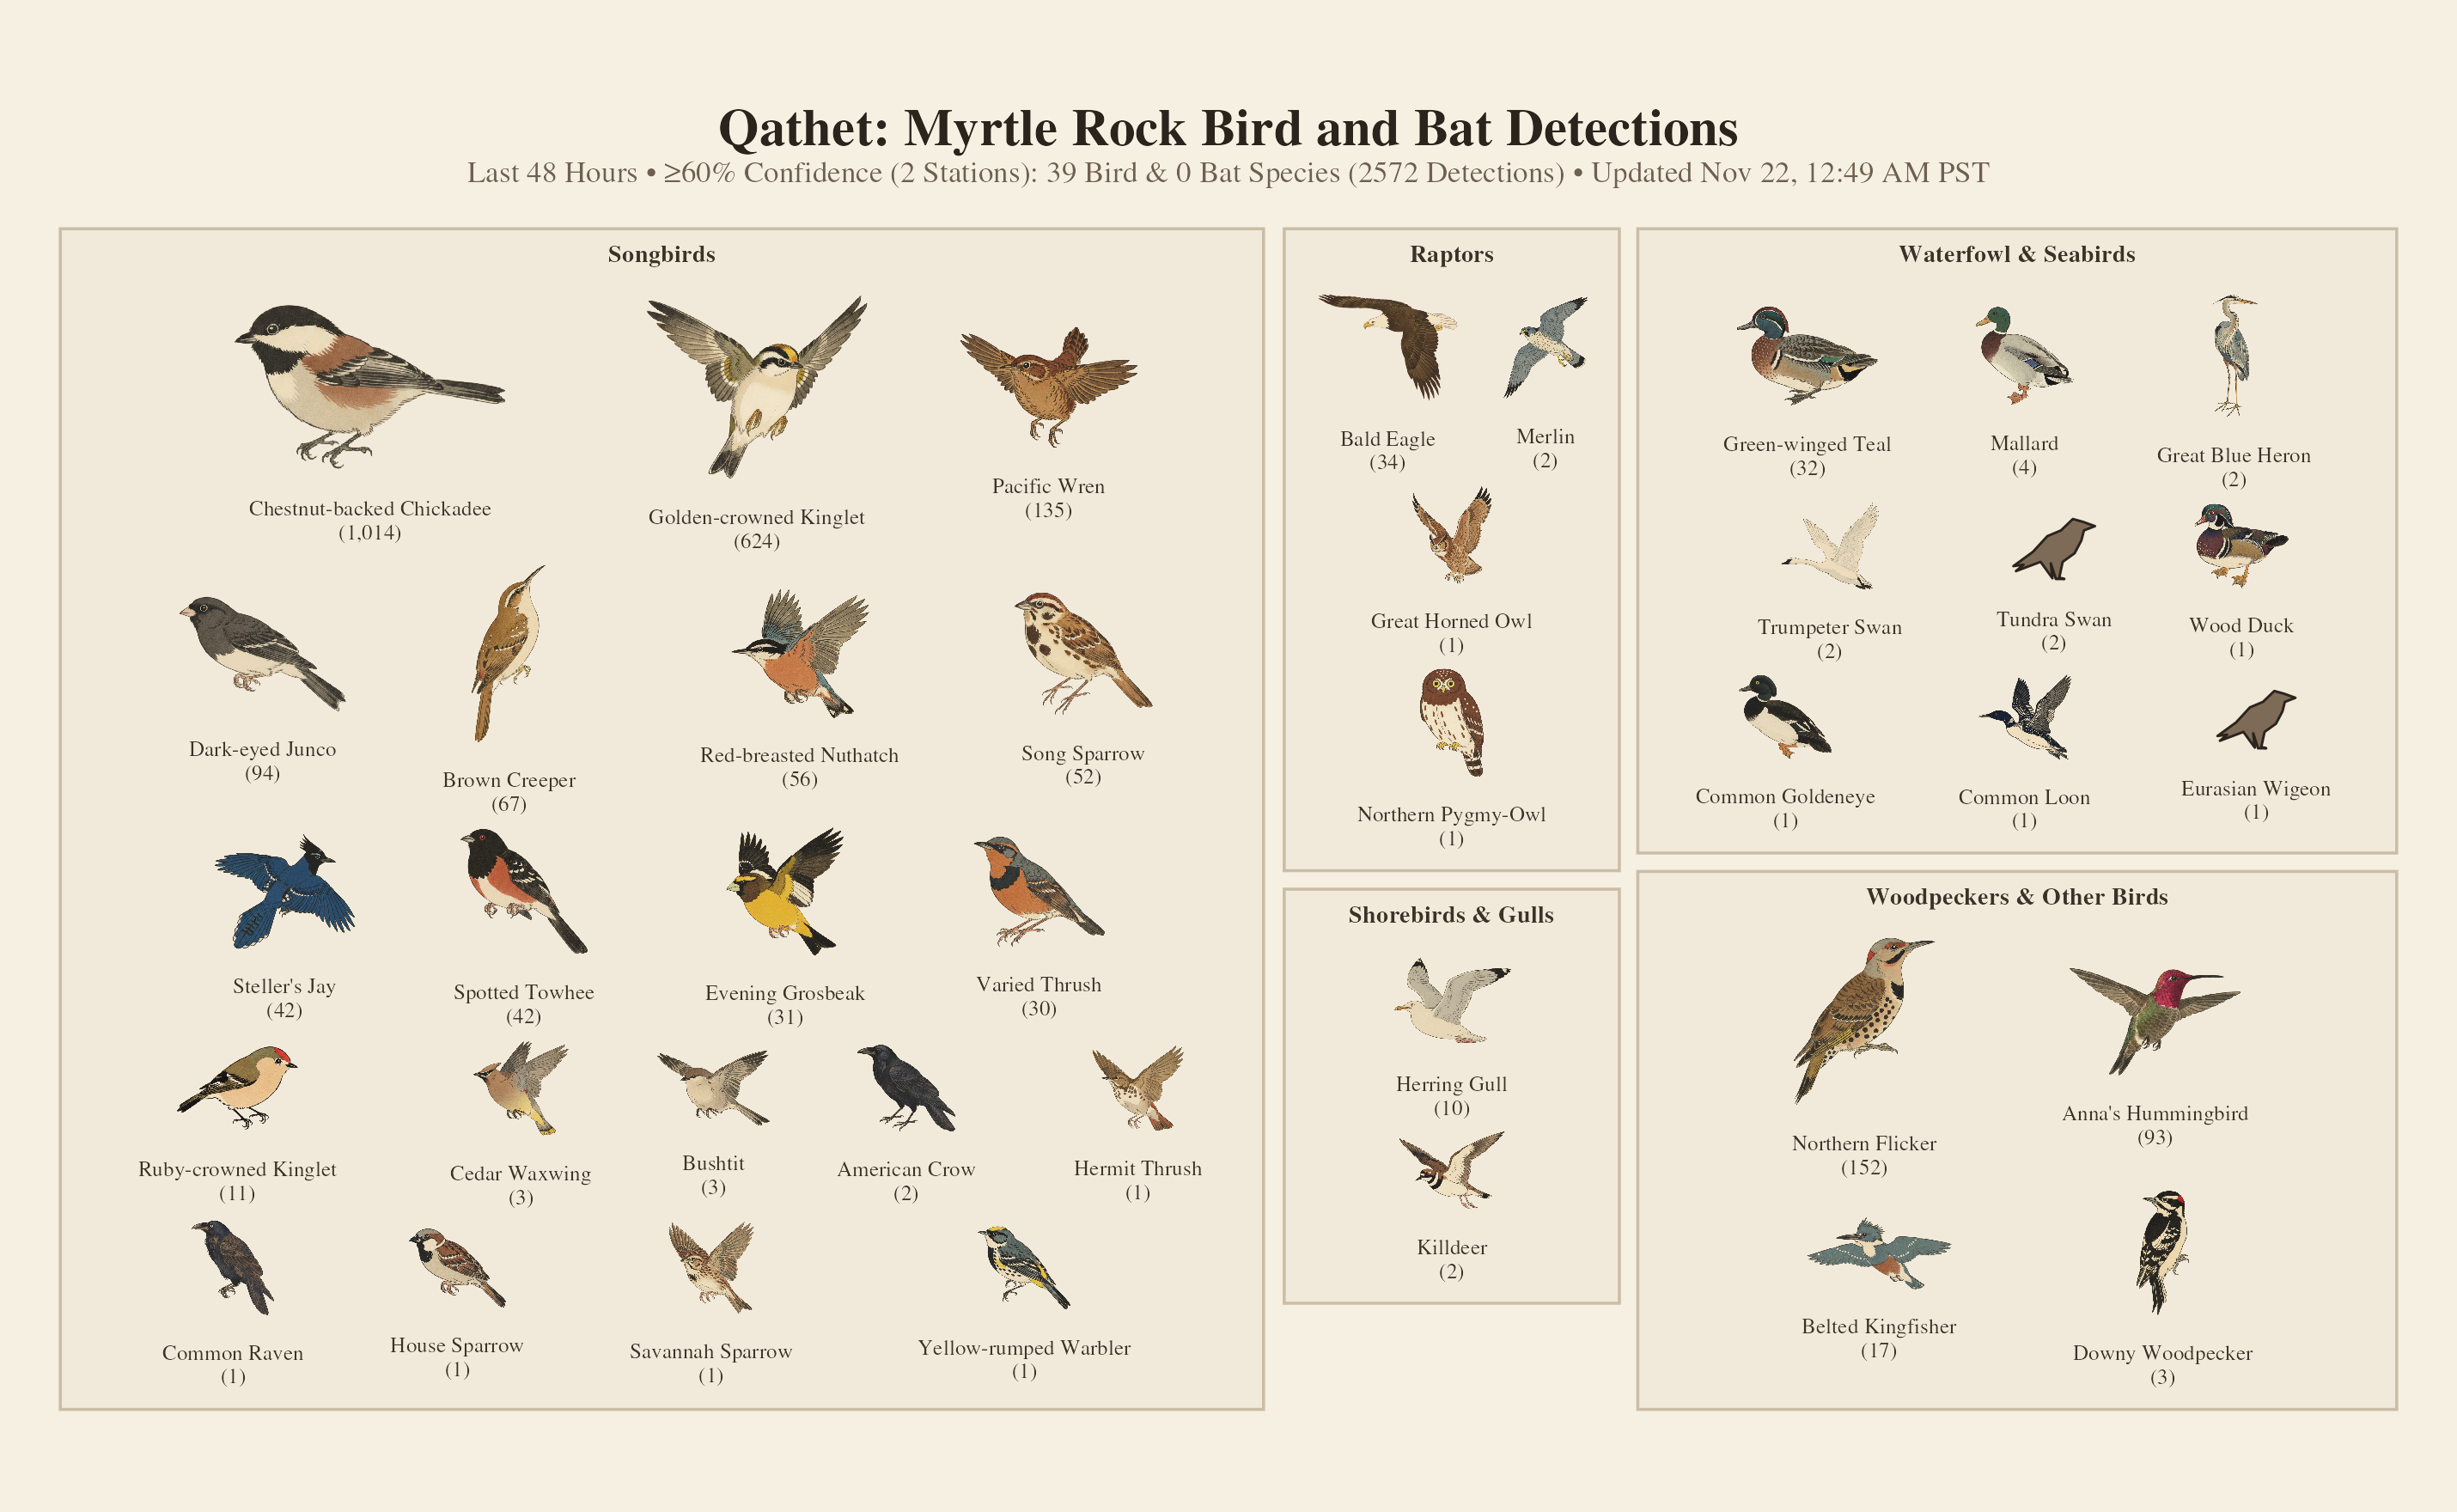 Qathet: Myrtle Rock Bird and Bat Detections
Last 48 Hours • ≥60% Confidence (2 Stations): 39 Bird & 0 Bat Species (2572 Detections) • Updated Nov 22, 12:49 AM PST
Songbirds
Chestnut-backed Chickadee
(1,014)
Golden-crowned Kinglet
(624)
Pacific Wren
(135)
Dark-eyed Junco
(94)
Brown Creeper
(67)
Red-breasted Nuthatch
(56)
Song Sparrow
(52)
Steller's Jay
(42)
Spotted Towhee
(42)
Evening Grosbeak
(31)
Varied Thrush
(30)
Ruby-crowned Kinglet
(11)
Cedar Waxwing
(3)
Bushtit
(3)
American Crow
(2)
Hermit Thrush
(1)
Common Raven
(1)
House Sparrow
(1)
Savannah Sparrow
(1)
Yellow-rumped Warbler
(1)
Raptors
Bald Eagle
(34)
Merlin
(2)
Great Horned Owl
(1)
Northern Pygmy-Owl
(1)
Shorebirds & Gulls
Herring Gull
(10)
Killdeer
(2)
Waterfowl & Seabirds
Green-winged Teal
(32)
Mallard
(4)
Great Blue Heron
(2)
Trumpeter Swan
(2)
Tundra Swan
(2)
Wood Duck
(1)
Common Goldeneye
(1)
Common Loon
(1)
Eurasian Wigeon
(1)
Woodpeckers & Other Birds
Northern Flicker
(152)
Anna's Hummingbird
(93)
Belted Kingfisher
(17)
Downy Woodpecker
(3)